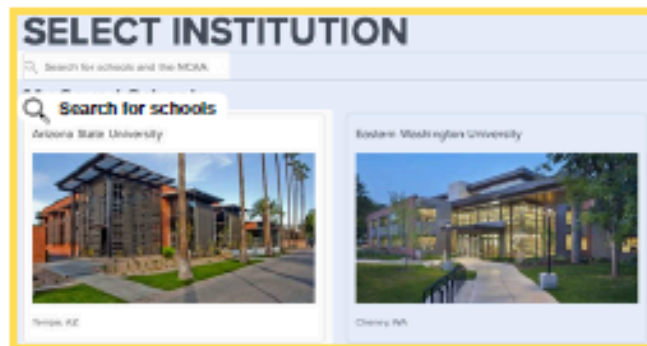 SELECT INSTITUTION
Search for schools and the NCAA
Search for schools
Arizona State University
Eastern Washington University
Tempe, AZ
Cheney, WA